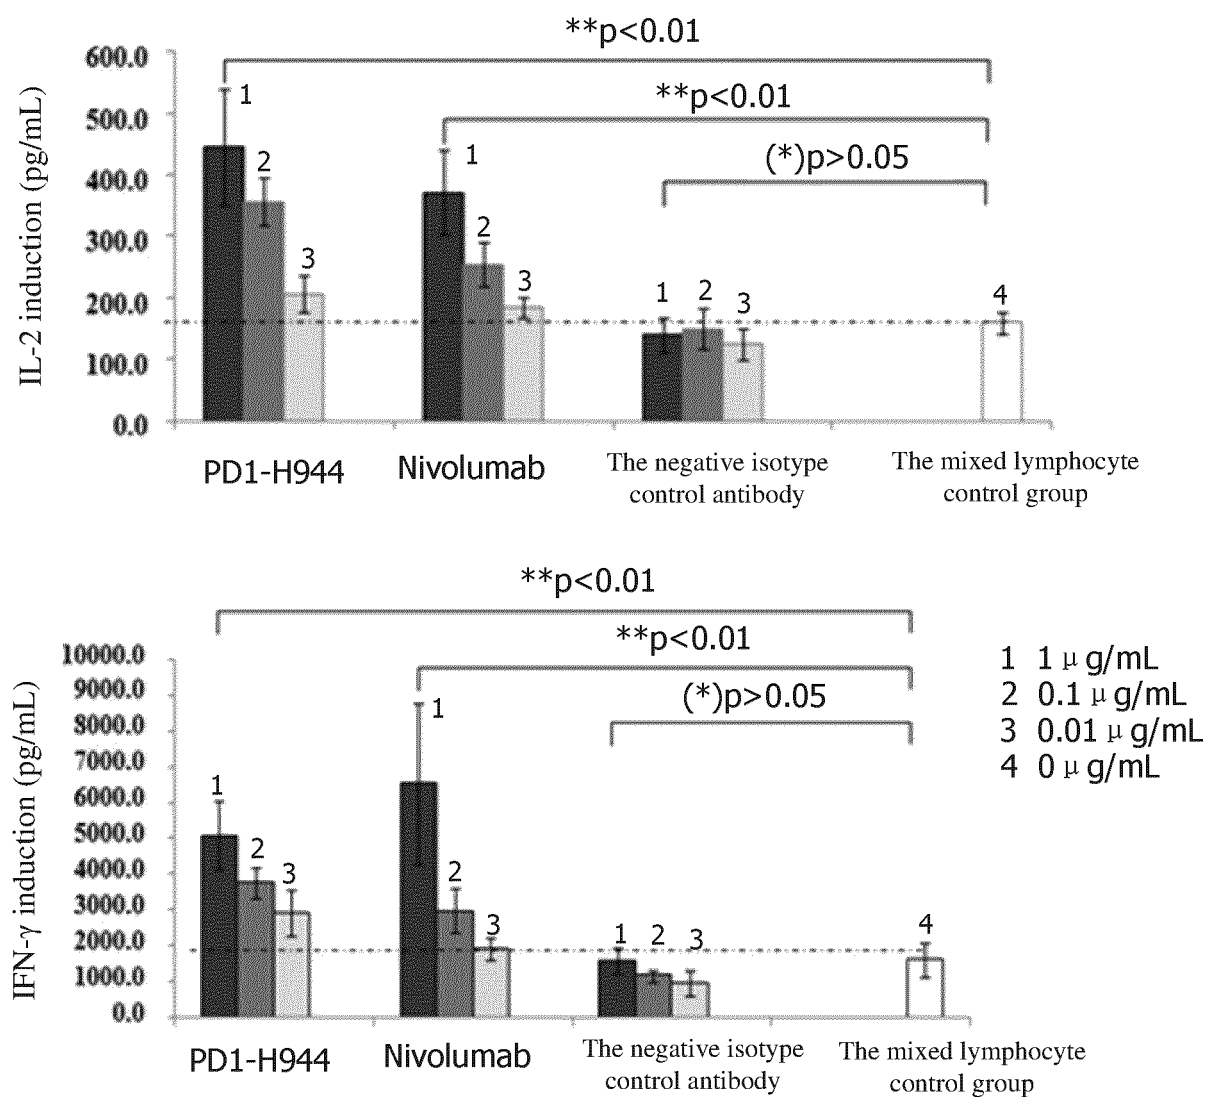 **p<0.01
**p<0.01
(*)p>0.05
IL-2 induction (pg/mL)
600.0
500.0
400.0
300.0
200.0
100.0
0.0
1
2
3
1
2
3
1
2
3
4
PD1-H944
Nivolumab
The negative isotype
control antibody
The mixed lymphocyte
control group
**p<0.01
**p<0.01
(*)p>0.05
IFN-γ induction (pg/mL)
10000.0
9000.0
8000.0
7000.0
6000.0
5000.0
4000.0
3000.0
2000.0
1000.0
0.0
1
2
3
1
2
3
1
2
3
4
1 1 μg/mL
2 0.1 μg/mL
3 0.01 μg/mL
4 0 μg/mL
PD1-H944
Nivolumab
The negative isotype
control antibody
The mixed lymphocyte
control group